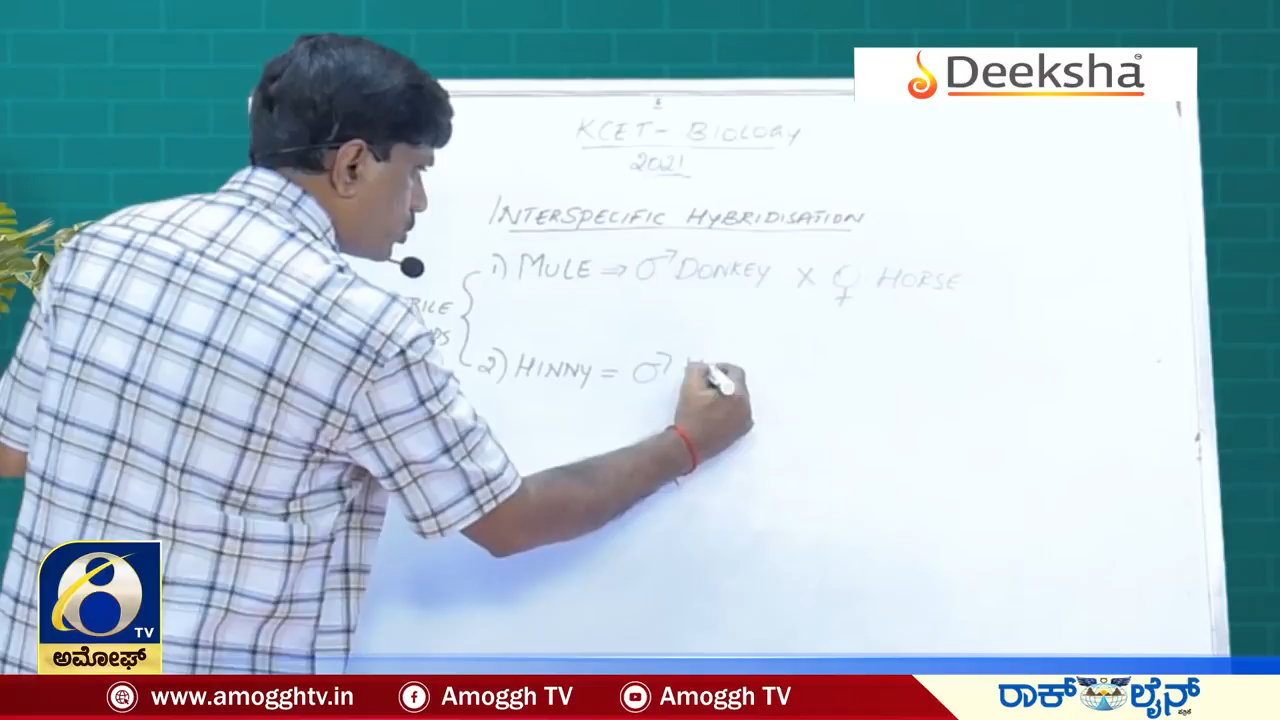 Deeksha
KCET - BIOLOGY
2021
INTERSPECIFIC HYBRIDISATION
1) MULE ⇒ ♂ DONKEY X ♀ HORSE
2) HINNY = ♂
TV
ಅಮೋಘ್
www.amogghtv.in Amoggh TV Amoggh TV ರಾಕ್ ಲೈನ್